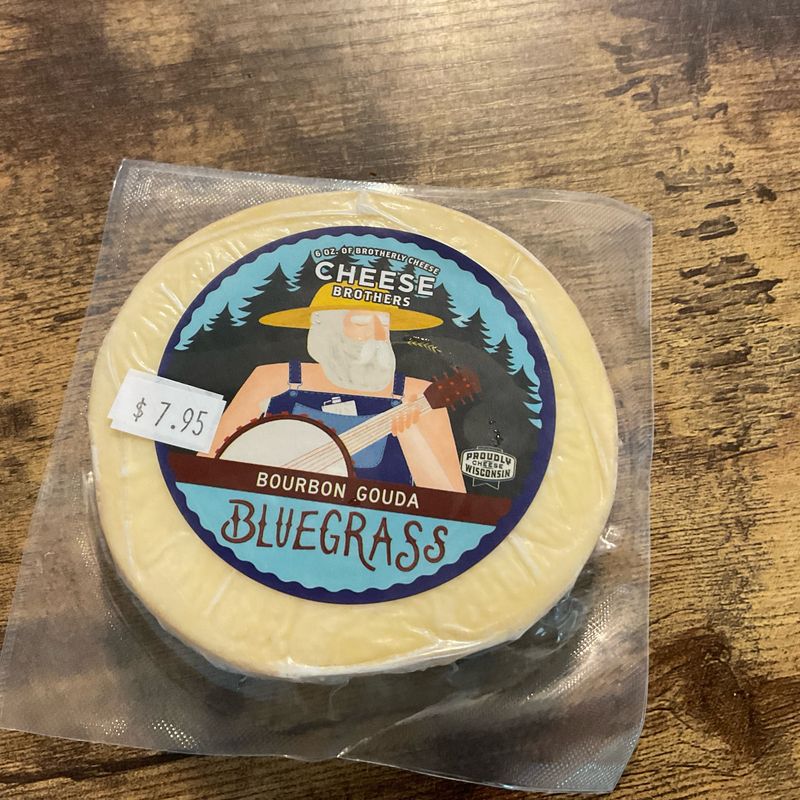 6 OZ. OF BROTHERLY CHEESE
CHEESE
BROTHERS
$ 7.95
PROUDLY
CHEESE
WISCONSIN
BOURBON GOUDA
BLUEGRASS